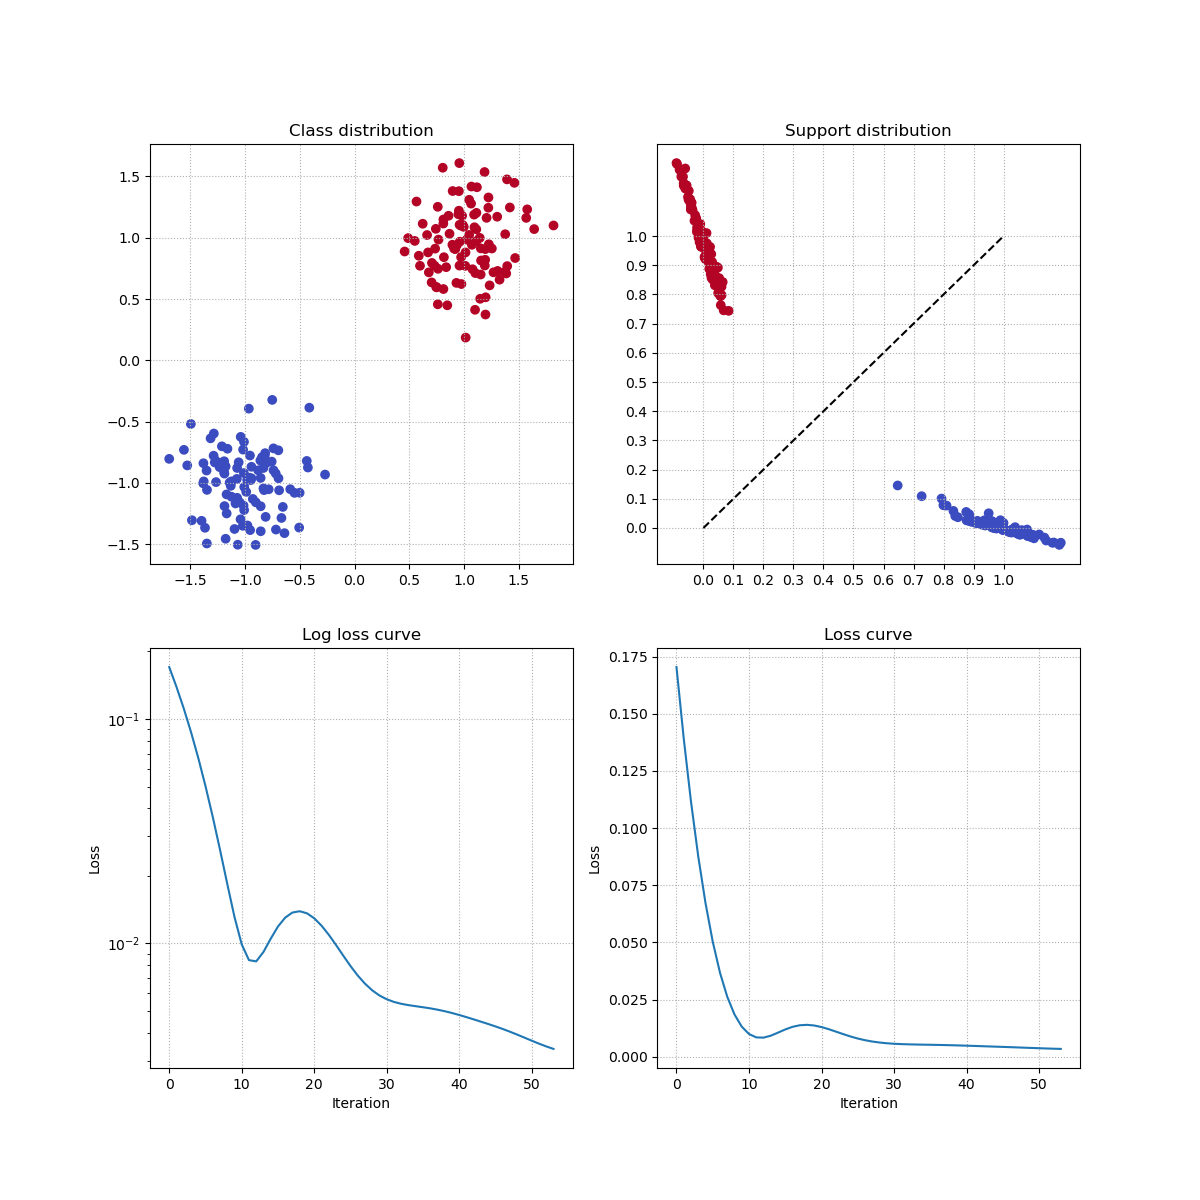 Class distribution
1.5
1.0
0.5
0.0
−0.5
−1.0
−1.5
−1.5 −1.0 −0.5 0.0 0.5 1.0 1.5
Support distribution
1.0
0.9
0.8
0.7
0.6
0.5
0.4
0.3
0.2
0.1
0.0
0.0 0.1 0.2 0.3 0.4 0.5 0.6 0.7 0.8 0.9 1.0
Log loss curve
Loss
10⁻¹
10⁻²
0 10 20 30 40 50
Iteration
Loss curve
Loss
0.175
0.150
0.125
0.100
0.075
0.050
0.025
0.000
0 10 20 30 40 50
Iteration